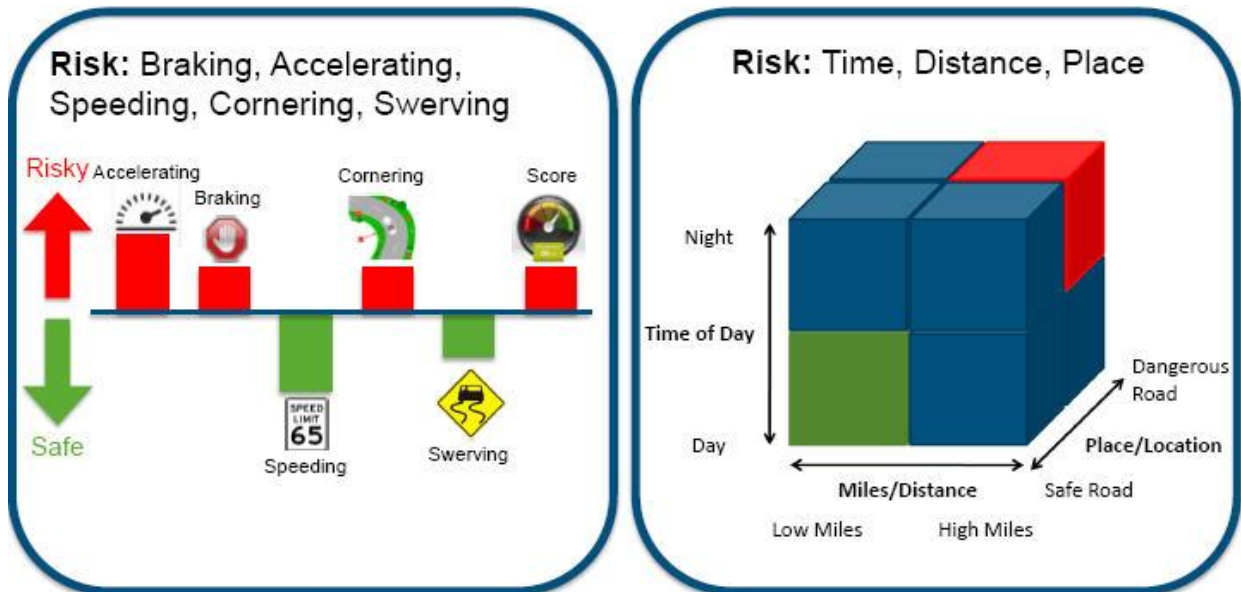 Risk: Braking, Accelerating,
Speeding, Cornering, Swerving
Risky
Accelerating
Braking
Cornering
Score
SPEED
LIMIT
65
Speeding
Swerving
Safe
Risk: Time, Distance, Place
Night
Time of Day
Day
Dangerous
Road
Place/Location
Miles/Distance
Safe Road
Low Miles
High Miles